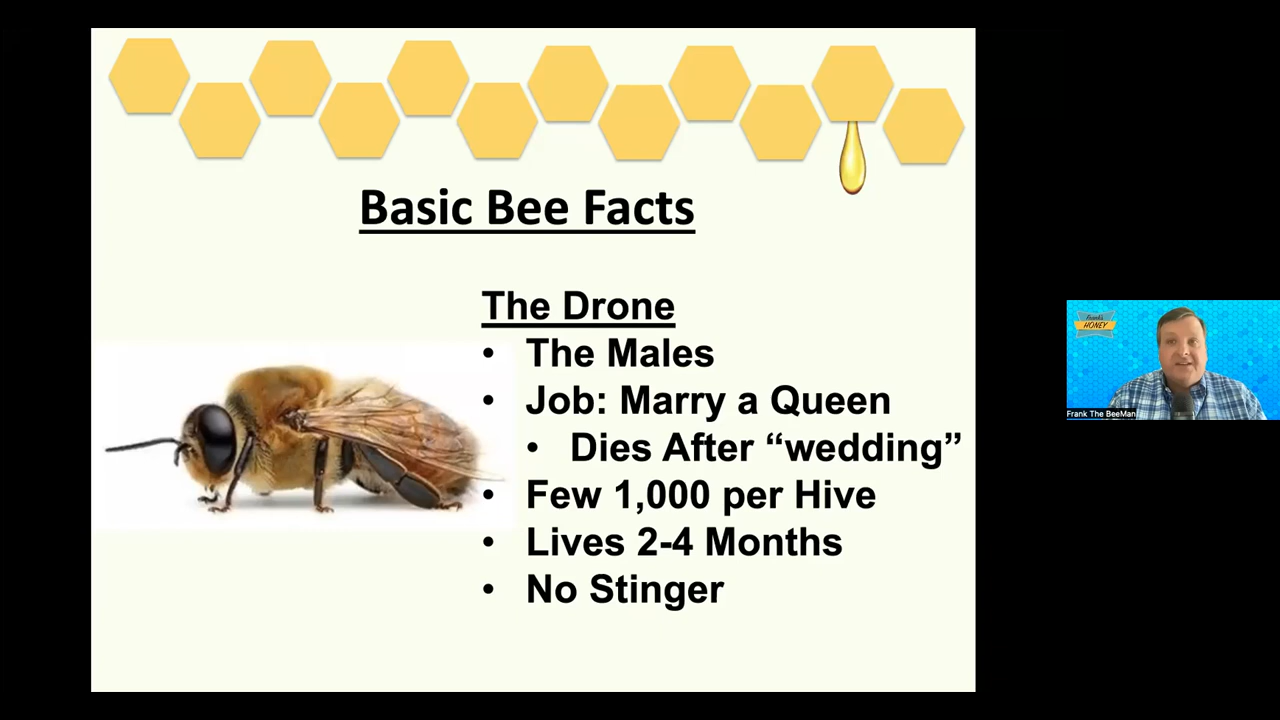 Basic Bee Facts
The Drone
• The Males
• Job: Marry a Queen
• Dies After “wedding”
• Few 1,000 per Hive
• Lives 2-4 Months
• No Stinger
Frank's
HONEY
Frank The BeeMan